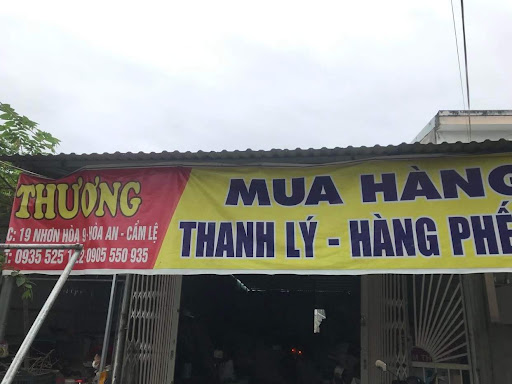 THƯƠNG
C: 19 NHƠN HÒA 9-HÒA AN - CẨM LỆ
T: 0935 525 0905 550 935
MUA HÀNG
THANH LÝ - HÀNG PHẾ